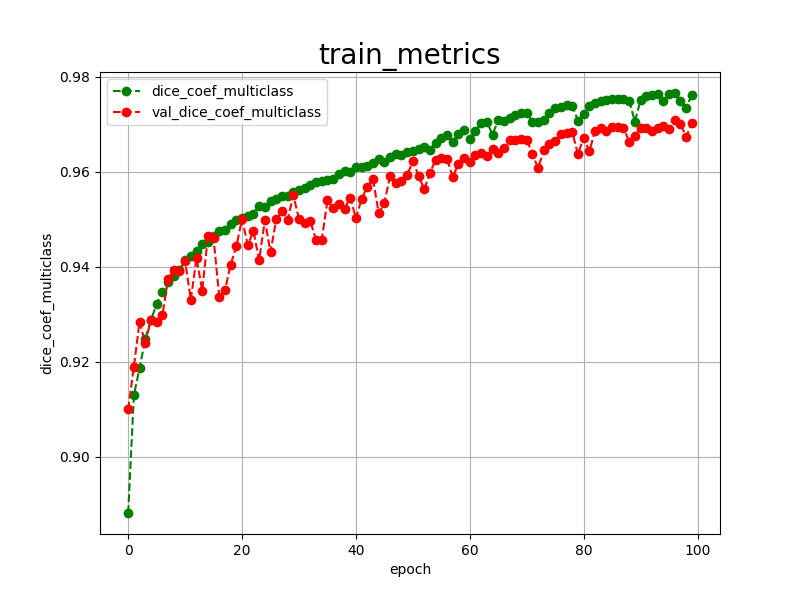 train_metrics
dice_coef_multiclass
val_dice_coef_multiclass
0.98
0.96
0.94
0.92
0.90
dice_coef_multiclass
0 20 40 60 80 100
epoch